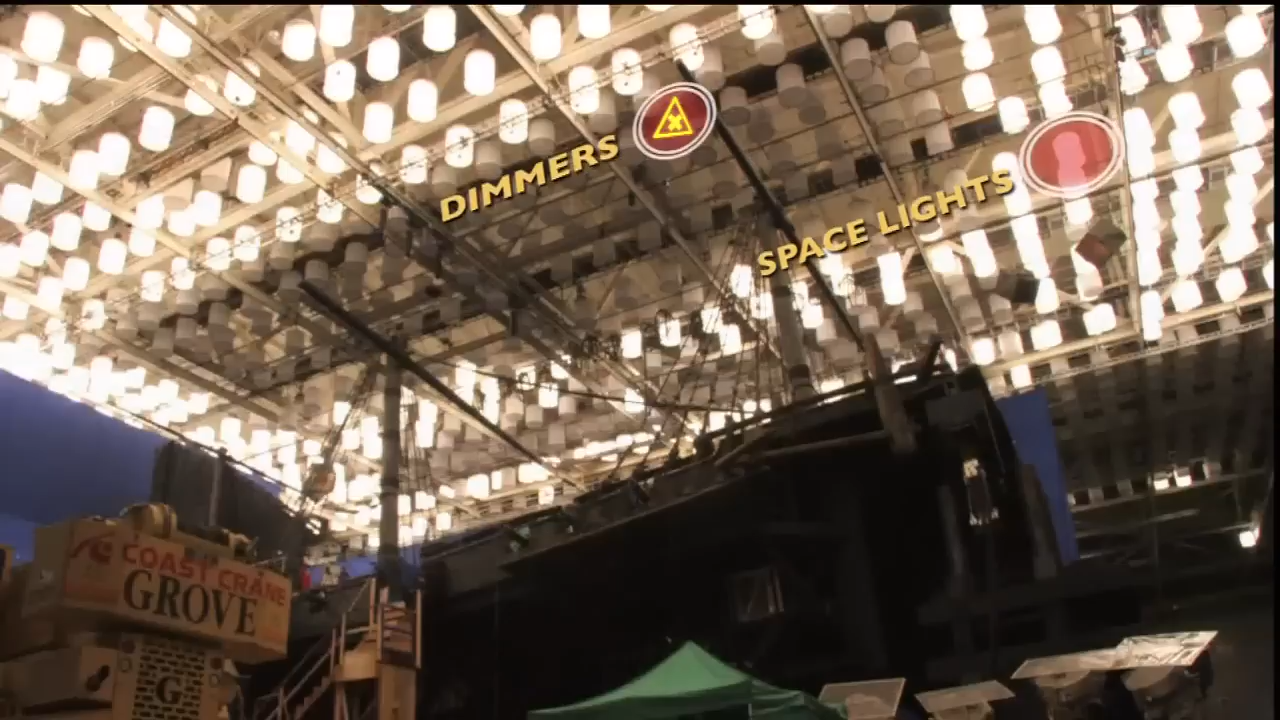 DIMMERS
SPACE LIGHTS
COAST CRANE
GROVE
G